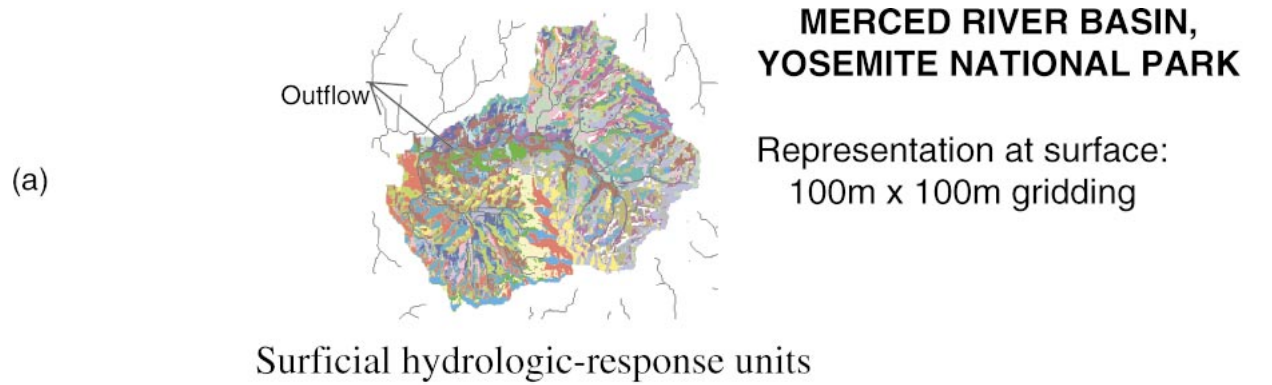 MERCED RIVER BASIN,
YOSEMITE NATIONAL PARK
Outflow
Representation at surface:
100m x 100m gridding
(a)
Surficial hydrologic-response units